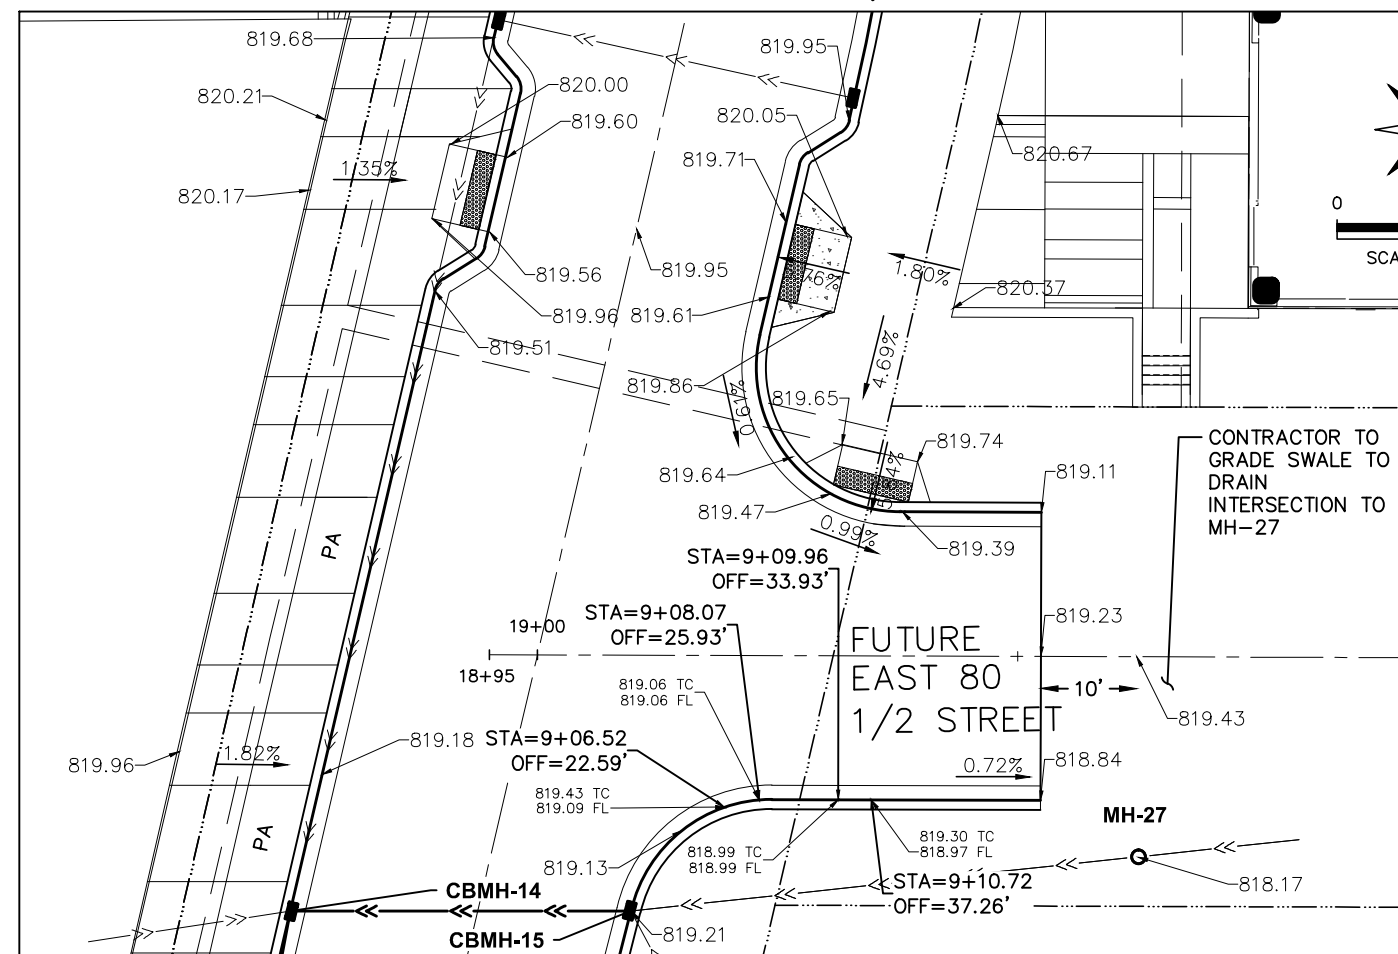 819.68
819.95
820.00
820.21
819.60
820.05
819.71
820.67
1.35%
820.17
0
SCA
819.56
819.95
1.80%
820.37
819.96
819.61
819.51
4.69%
819.86
0.61%
819.65
819.74
CONTRACTOR TO
GRADE SWALE TO
DRAIN
INTERSECTION TO
MH-27
819.64
819.11
819.47
0.99%
819.39
PA
STA=9+09.96
OFF=33.93'
STA=9+08.07
OFF=25.93'
819.23
19+00
18+95
FUTURE
EAST 80
1/2 STREET
819.06 TC
819.06 FL
10'
819.43
819.18
STA=9+06.52
OFF=22.59'
1.82%
819.96
0.72%
818.84
819.43 TC
819.09 FL
MH-27
PA
819.13
818.99 TC
818.99 FL
819.30 TC
818.97 FL
818.17
CBMH-14
STA=9+10.72
OFF=37.26'
CBMH-15
819.21